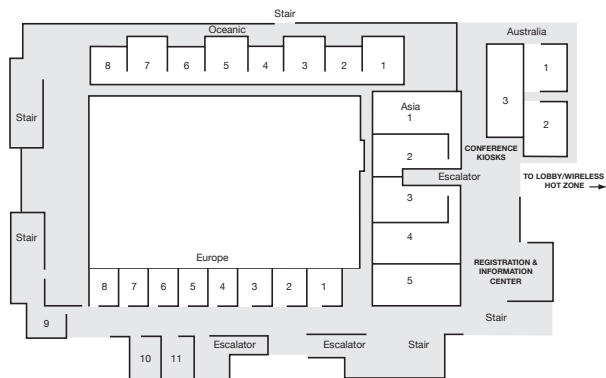 Stair
Oceanic
Australia
8 7 6 5 4 3 2 1
1
3
2
Stair
Asia
1
2
CONFERENCE
KIOSKS
Escalator
TO LOBBY/WIRELESS
HOT ZONE
3
Stair
4
Europe
REGISTRATION &
INFORMATION
CENTER
5
8 7 6 5 4 3 2 1
9
Stair
10 11
Escalator
Escalator
Stair